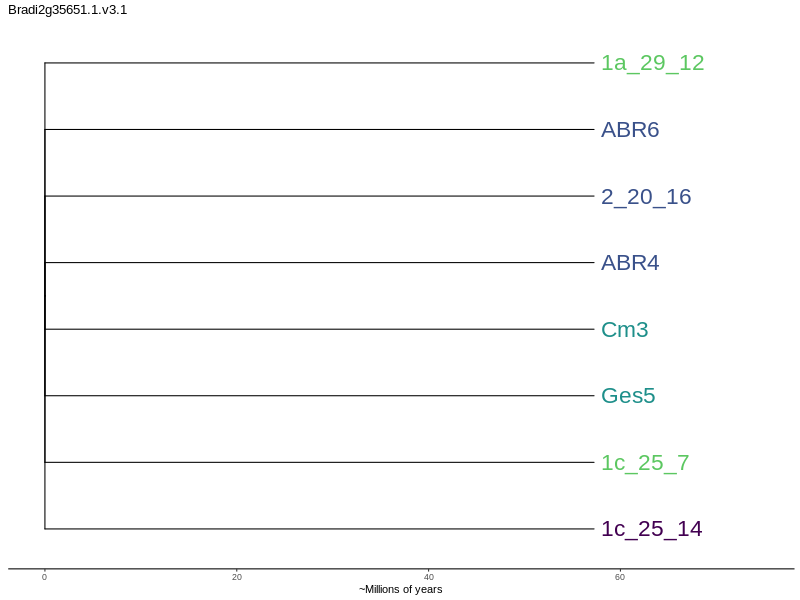 Bradi2g35651.1.v3.1
1a_29_12
ABR6
2_20_16
ABR4
Cm3
Ges5
1c_25_7
1c_25_14
0 20 40 60
~Millions of years